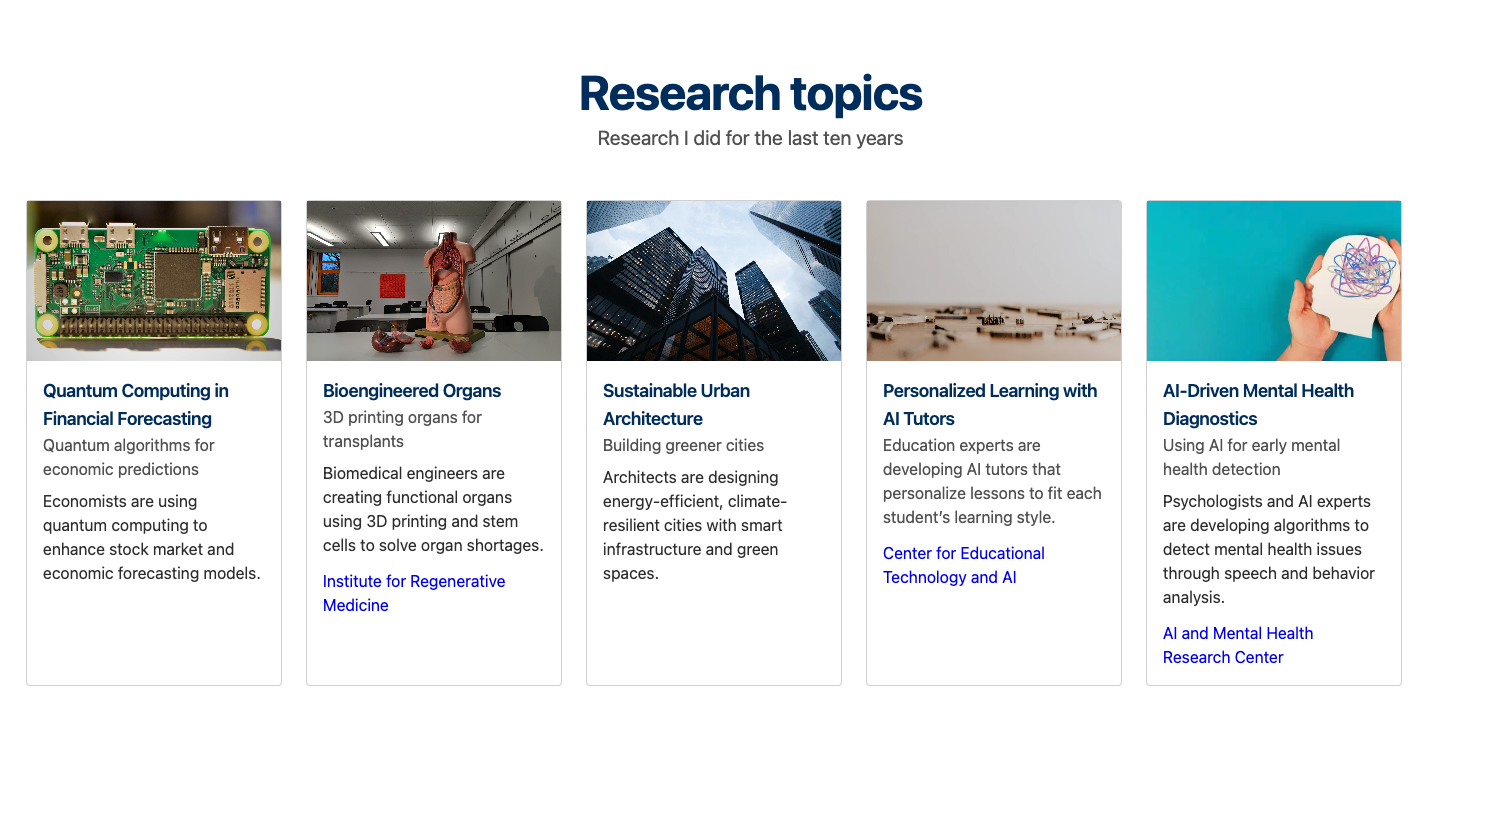 Research topics
Research I did for the last ten years
Quantum Computing in
Financial Forecasting
Quantum algorithms for
economic predictions
Economists are using
quantum computing to
enhance stock market and
economic forecasting models.
Bioengineered Organs
3D printing organs for
transplants
Biomedical engineers are
creating functional organs
using 3D printing and stem
cells to solve organ shortages.
Institute for Regenerative
Medicine
Sustainable Urban
Architecture
Building greener cities
Architects are designing
energy-efficient, climate-
resilient cities with smart
infrastructure and green
spaces.
Personalized Learning with
AI Tutors
Education experts are
developing AI tutors that
personalize lessons to fit each
student’s learning style.
Center for Educational
Technology and AI
AI-Driven Mental Health
Diagnostics
Using AI for early mental
health detection
Psychologists and AI experts
are developing algorithms to
detect mental health issues
through speech and behavior
analysis.
AI and Mental Health
Research Center